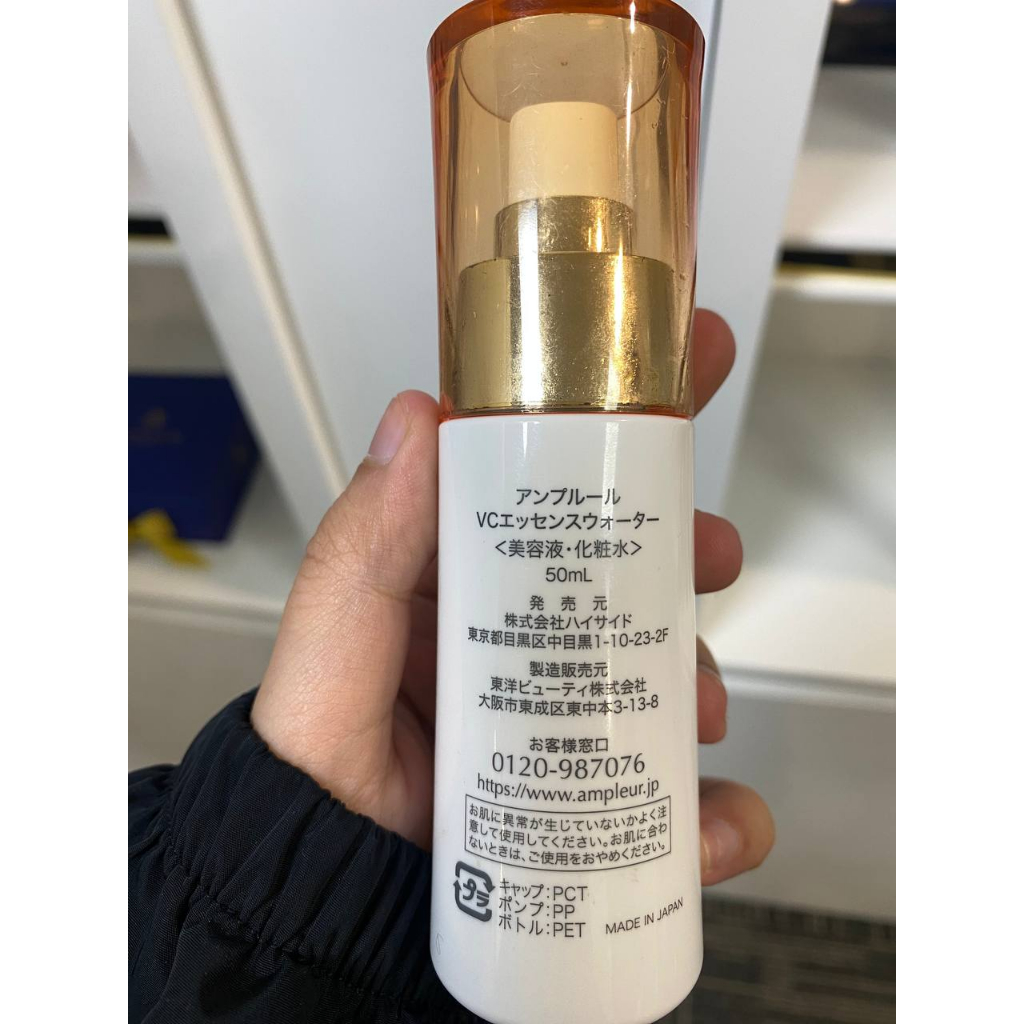 アンプルール
VCエッセンスウォーター
<美容液・化粧水>
50mL
発売元
株式会社ハイサイド
東京都目黒区中目黒1-10-23-2F
製造販売元
東洋ビューティ株式会社
大阪市東成区東中本3-13-8
お客様窓口
0120-987076
https://www.ampleur.jp
お肌に異常が生じていないかよく注
意して使用してください。お肌に合わ
ないときは、ご使用をおやめください。
プラ
キャップ:PCT
ポンプ:PP
ボトル:PET
MADE IN JAPAN